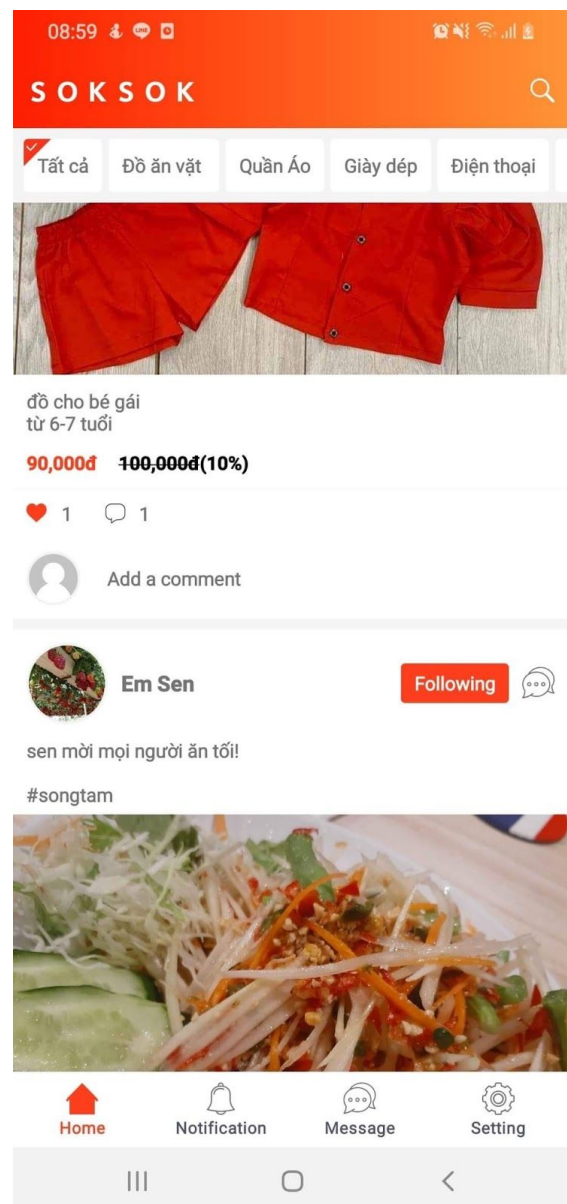 08:59
SOKSOK
Tất cả
Đồ ăn vặt
Quần Áo
Giày dép
Điện thoại
đồ cho bé gái
từ 6-7 tuổi
90,000đ 100,000đ(10%)
1 1
Add a comment
Em Sen
Following
sen mời mọi người ăn tối!
#songtam
Home
Notification
Message
Setting